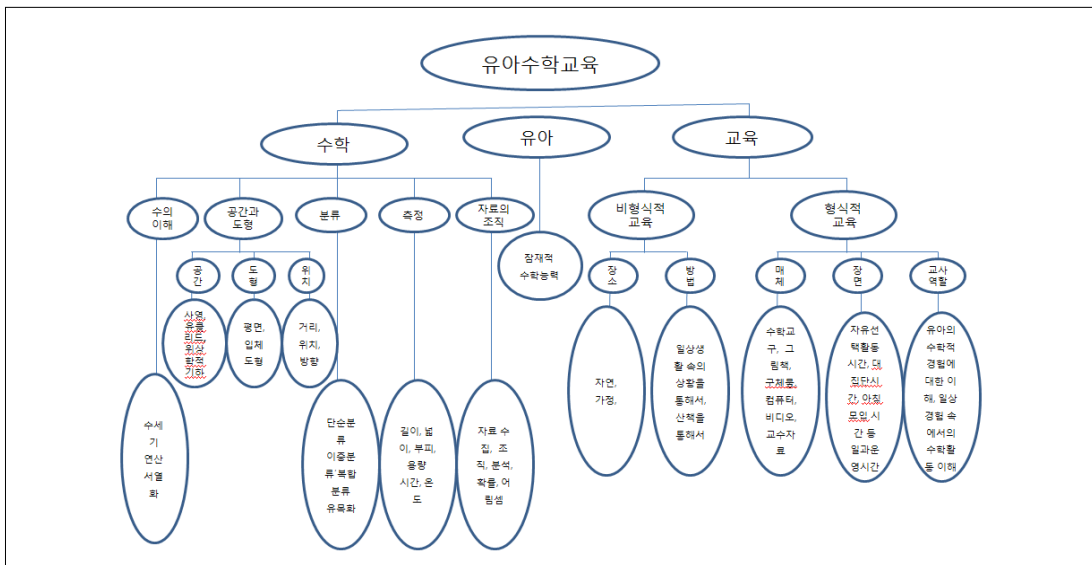 유아수학교육
수학
유아
교육
수의
이해
공간과
도형
분류
측정
자료의
조직
잠재적
수학능력
비형식적
교육
형식적
교육
공
간
도
형
위
치
장
소
방
법
매
체
장
면
교사
역할
사영,
유클
리드,
위상
학적
기하
평면,
입체
도형
거리,
위치,
방향
수세
기
연산
서열
화
단순분
류
이중분
류`복합
분류
유목화
길이, 넓
이, 부피,
용량
시간, 온
도
자료 수
집, 조
직, 분석,
확률, 어
림셈
자연,
가정,
일상생
활 속의
상황을
통해서,
산책을
통해서
수학교
구, 그
림책,
구체물,
컴퓨터,
비디오,
교수자
료
자유선
택활동
시간, 대
집단시
간, 아침
모임 시
간 등
일과운
영시간
유아의
수학적
경험에
대한 이
해, 일상
경험 속
에서의
수학활
동 이해